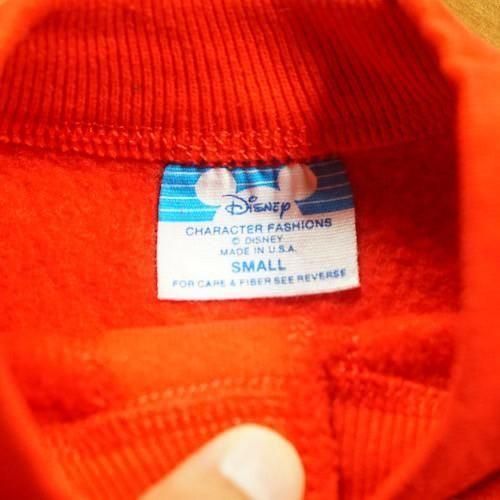 Disney
CHARACTER FASHIONS
© DISNEY
MADE IN U.S.A.
SMALL
FOR CARE & FIBER SEE REVERSE